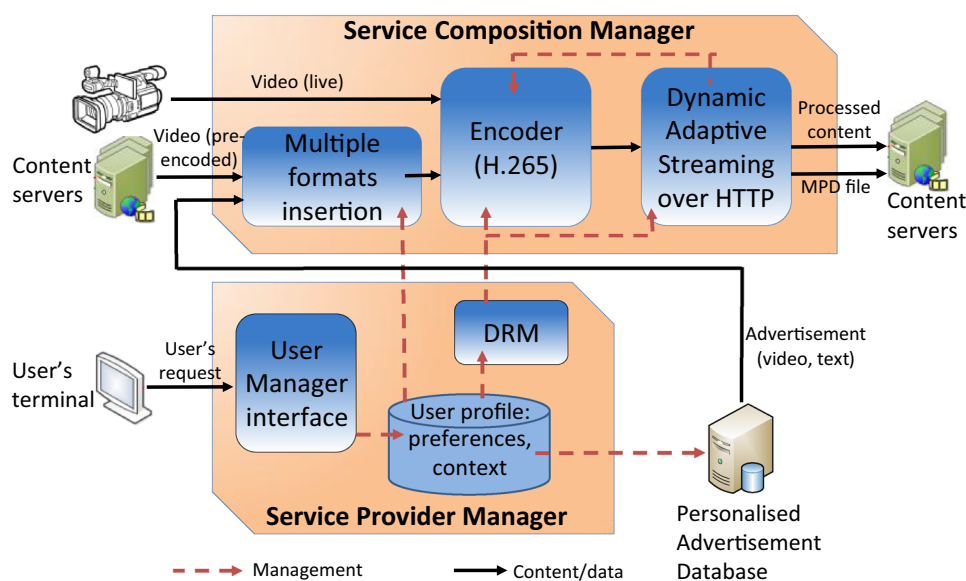 Service Composition Manager
Video (live)
Video (pre-
encoded)
Content
servers
Multiple
formats
insertion
Encoder
(H.265)
Dynamic
Adaptive
Streaming
over HTTP
Processed
content
MPD file
Content
servers
User's
terminal
User's
request
User
Manager
interface
DRM
User profile:
preferences,
context
Advertisement
(video, text)
Service Provider Manager
Personalised
Advertisement
Database
Management
Content/data